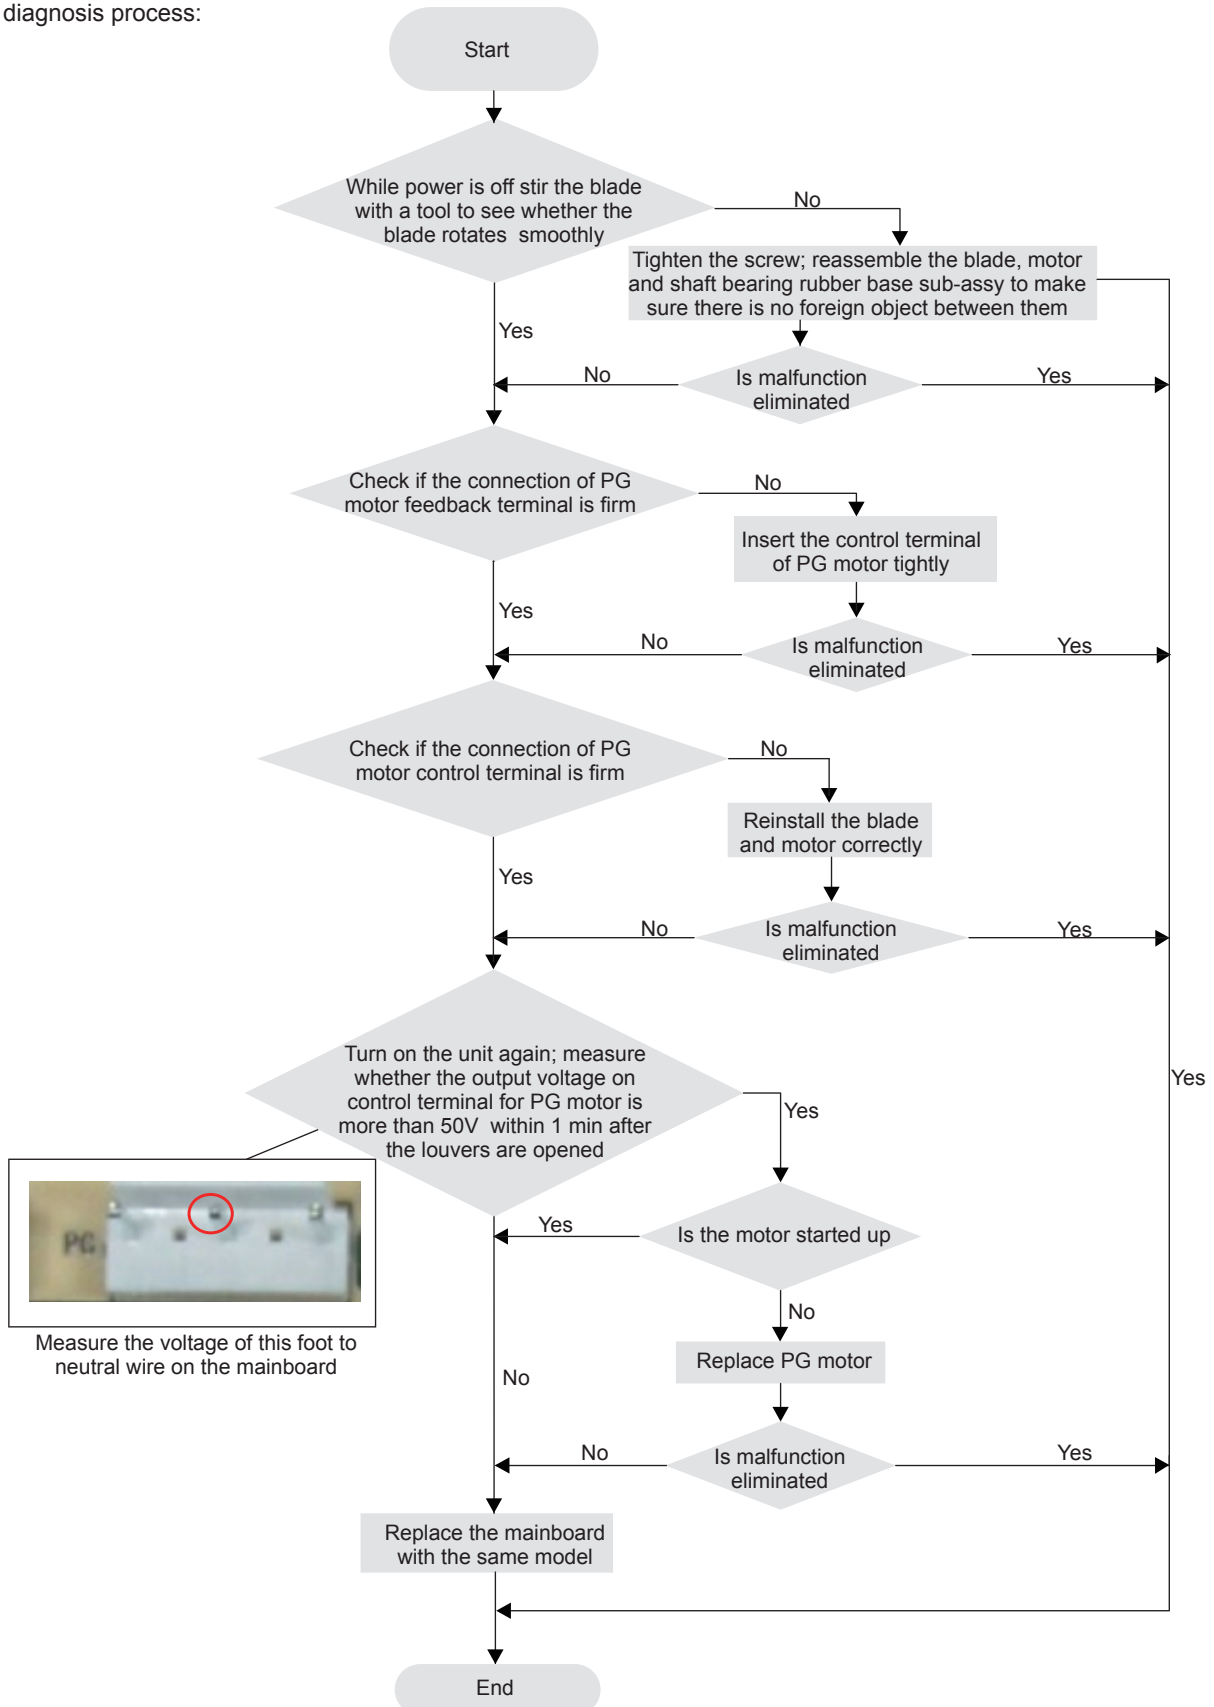 diagnosis process:
Start
While power is off stir the blade
with a tool to see whether the
blade rotates smoothly
No
Tighten the screw; reassemble the blade, motor
and shaft bearing rubber base sub-assy to make
sure there is no foreign object between them
Yes
No
Is malfunction
eliminated
Yes
Check if the connection of PG
motor feedback terminal is firm
No
Insert the control terminal
of PG motor tightly
Yes
No
Is malfunction
eliminated
Yes
Check if the connection of PG
motor control terminal is firm
No
Reinstall the blade
and motor correctly
Yes
No
Is malfunction
eliminated
Yes
Turn on the unit again; measure
whether the output voltage on
control terminal for PG motor is
more than 50V within 1 min after
the louvers are opened
Yes
Yes
PG
Yes
Is the motor started up
No
Measure the voltage of this foot to
neutral wire on the mainboard
Replace PG motor
No
No
Is malfunction
eliminated
Yes
Replace the mainboard
with the same model
End